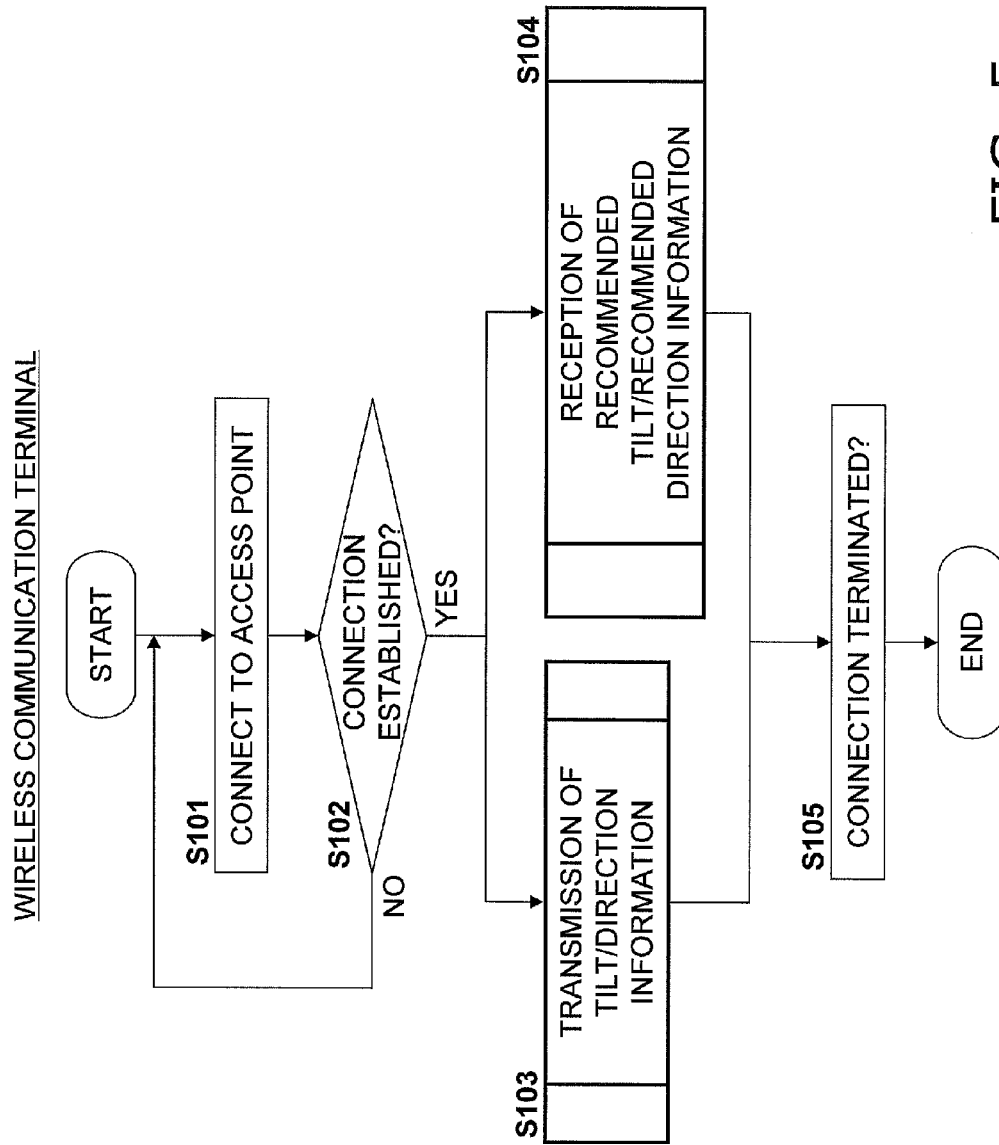 WIRELESS COMMUNICATION TERMINAL
START
S101
CONNECT TO ACCESS POINT
S102
CONNECTION
ESTABLISHED?
NO
YES
S103
TRANSMISSION OF
TILT/DIRECTION
INFORMATION
S104
RECEPTION OF
RECOMMENDED
TILT/RECOMMENDED
DIRECTION INFORMATION
S105
CONNECTION TERMINATED?
END